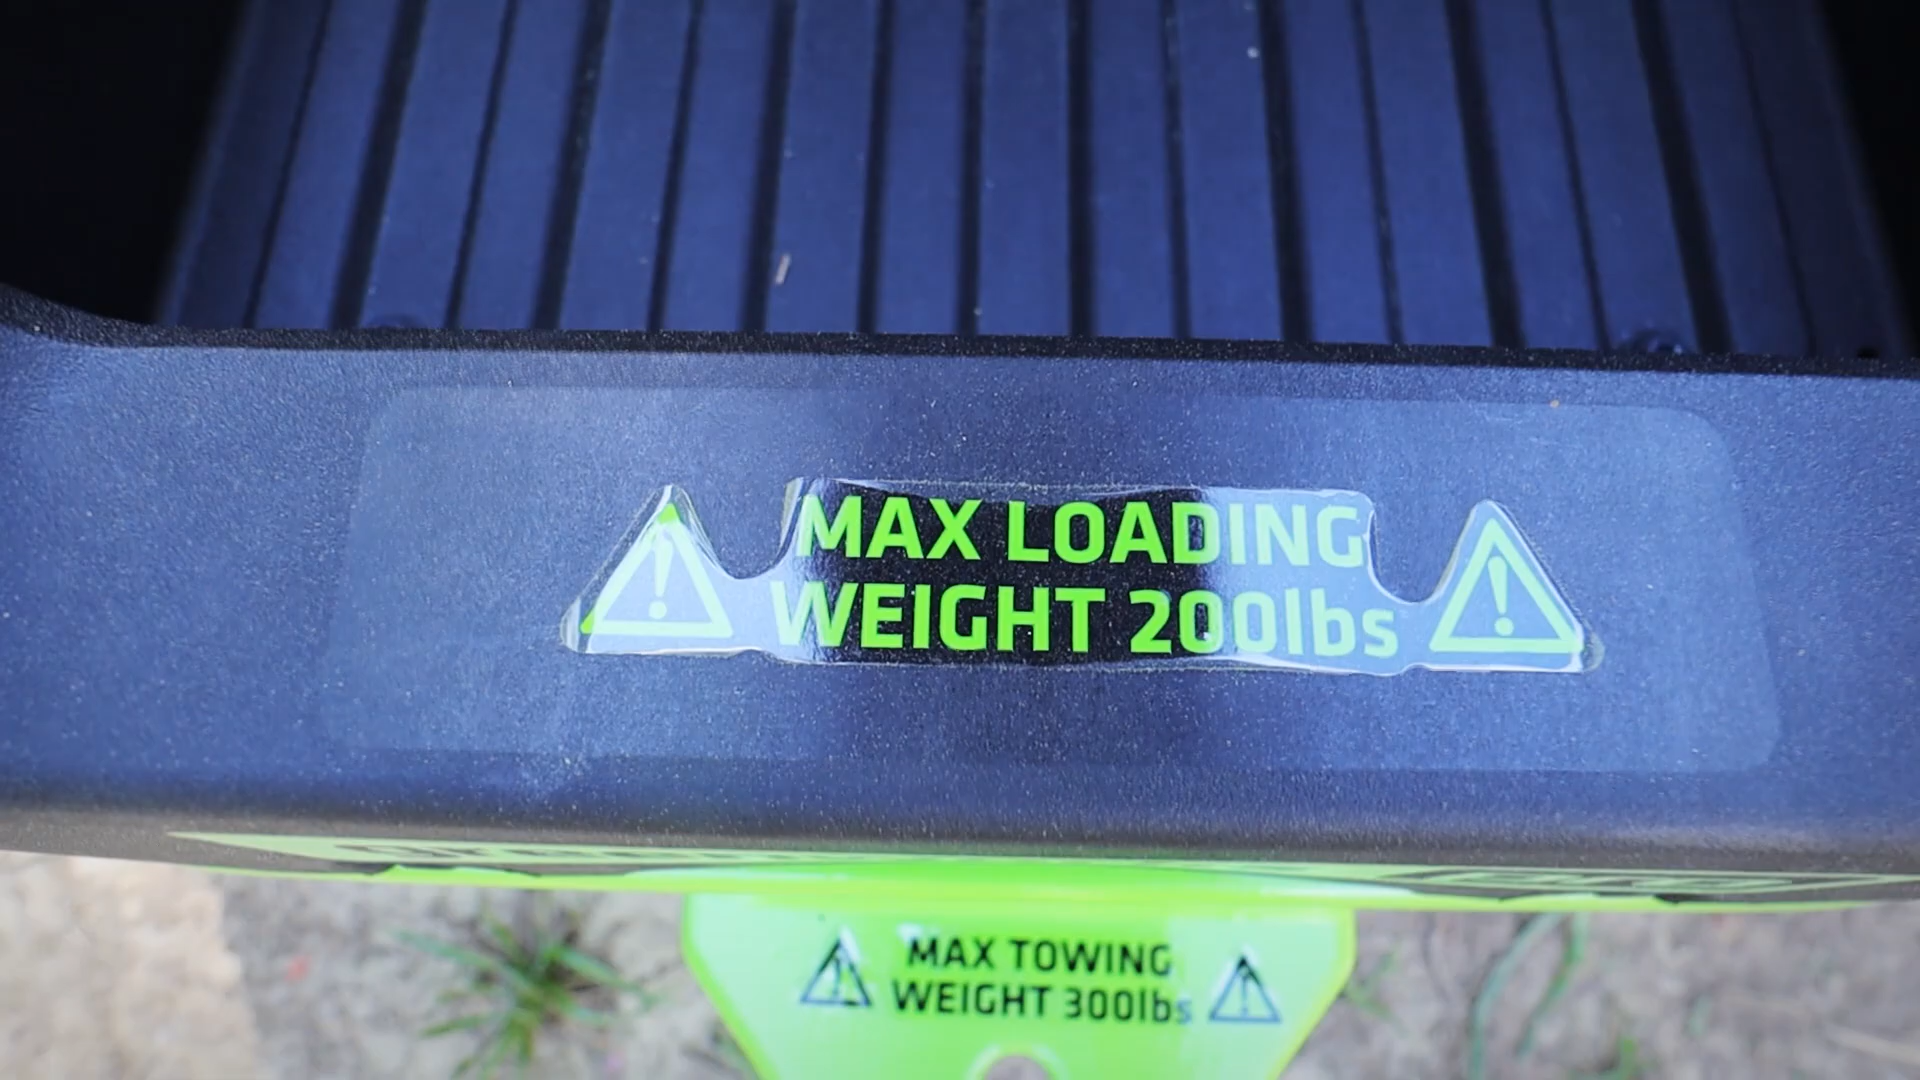 MAX LOADING
WEIGHT 200lbs
MAX TOWING
WEIGHT 300lbs